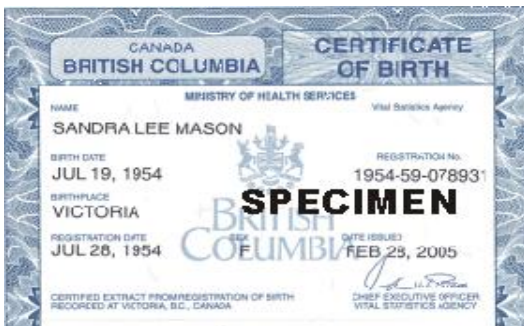 CANADA
BRITISH COLUMBIA
CERTIFICATE
OF BIRTH
MINISTRY OF HEALTH SERVICES
Vital Statistics Agency
NAME
SANDRA LEE MASON
BIRTH DATE
JUL 19, 1954
REGISTRATION No.
1954-59-078931
BIRTHPLACE
VICTORIA
SPECIMEN
BRITISH
COLUMBIA
REGISTRATION DATE
JUL 28, 1954
SEX
F
DATE ISSUED
FEB 28, 2005
CERTIFIED EXTRACT FROM REGISTRATION OF BIRTH
RECORDED AT VICTORIA, B.C., CANADA
CHIEF EXECUTIVE OFFICER
VITAL STATISTICS AGENCY